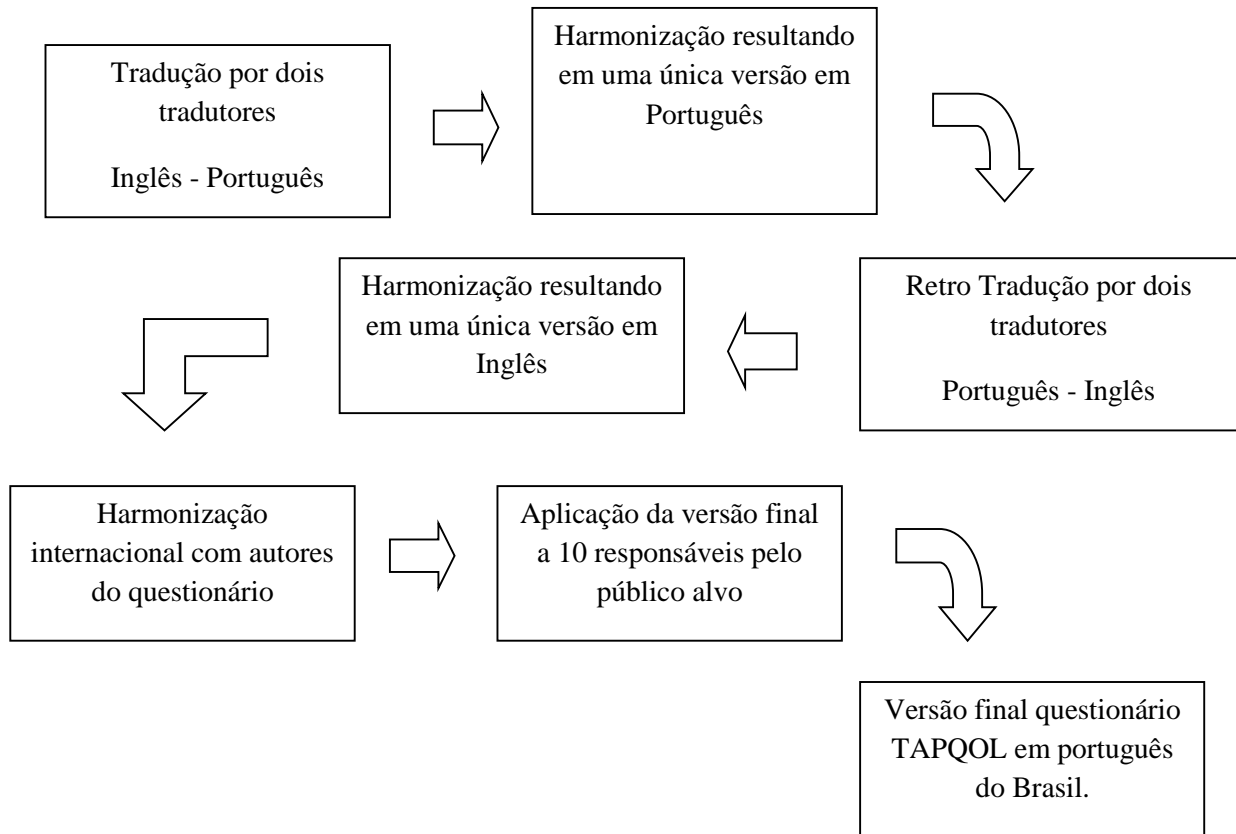 Tradução por dois
tradutores
Inglês - Português
Harmonização resultando
em uma única versão em
Português
Retro Tradução por dois
tradutores
Português - Inglês
Harmonização resultando
em uma única versão em
Inglês
Harmonização
internacional com autores
do questionário
Aplicação da versão final
a 10 responsáveis pelo
público alvo
Versão final questionário
TAPQOL em português
do Brasil.